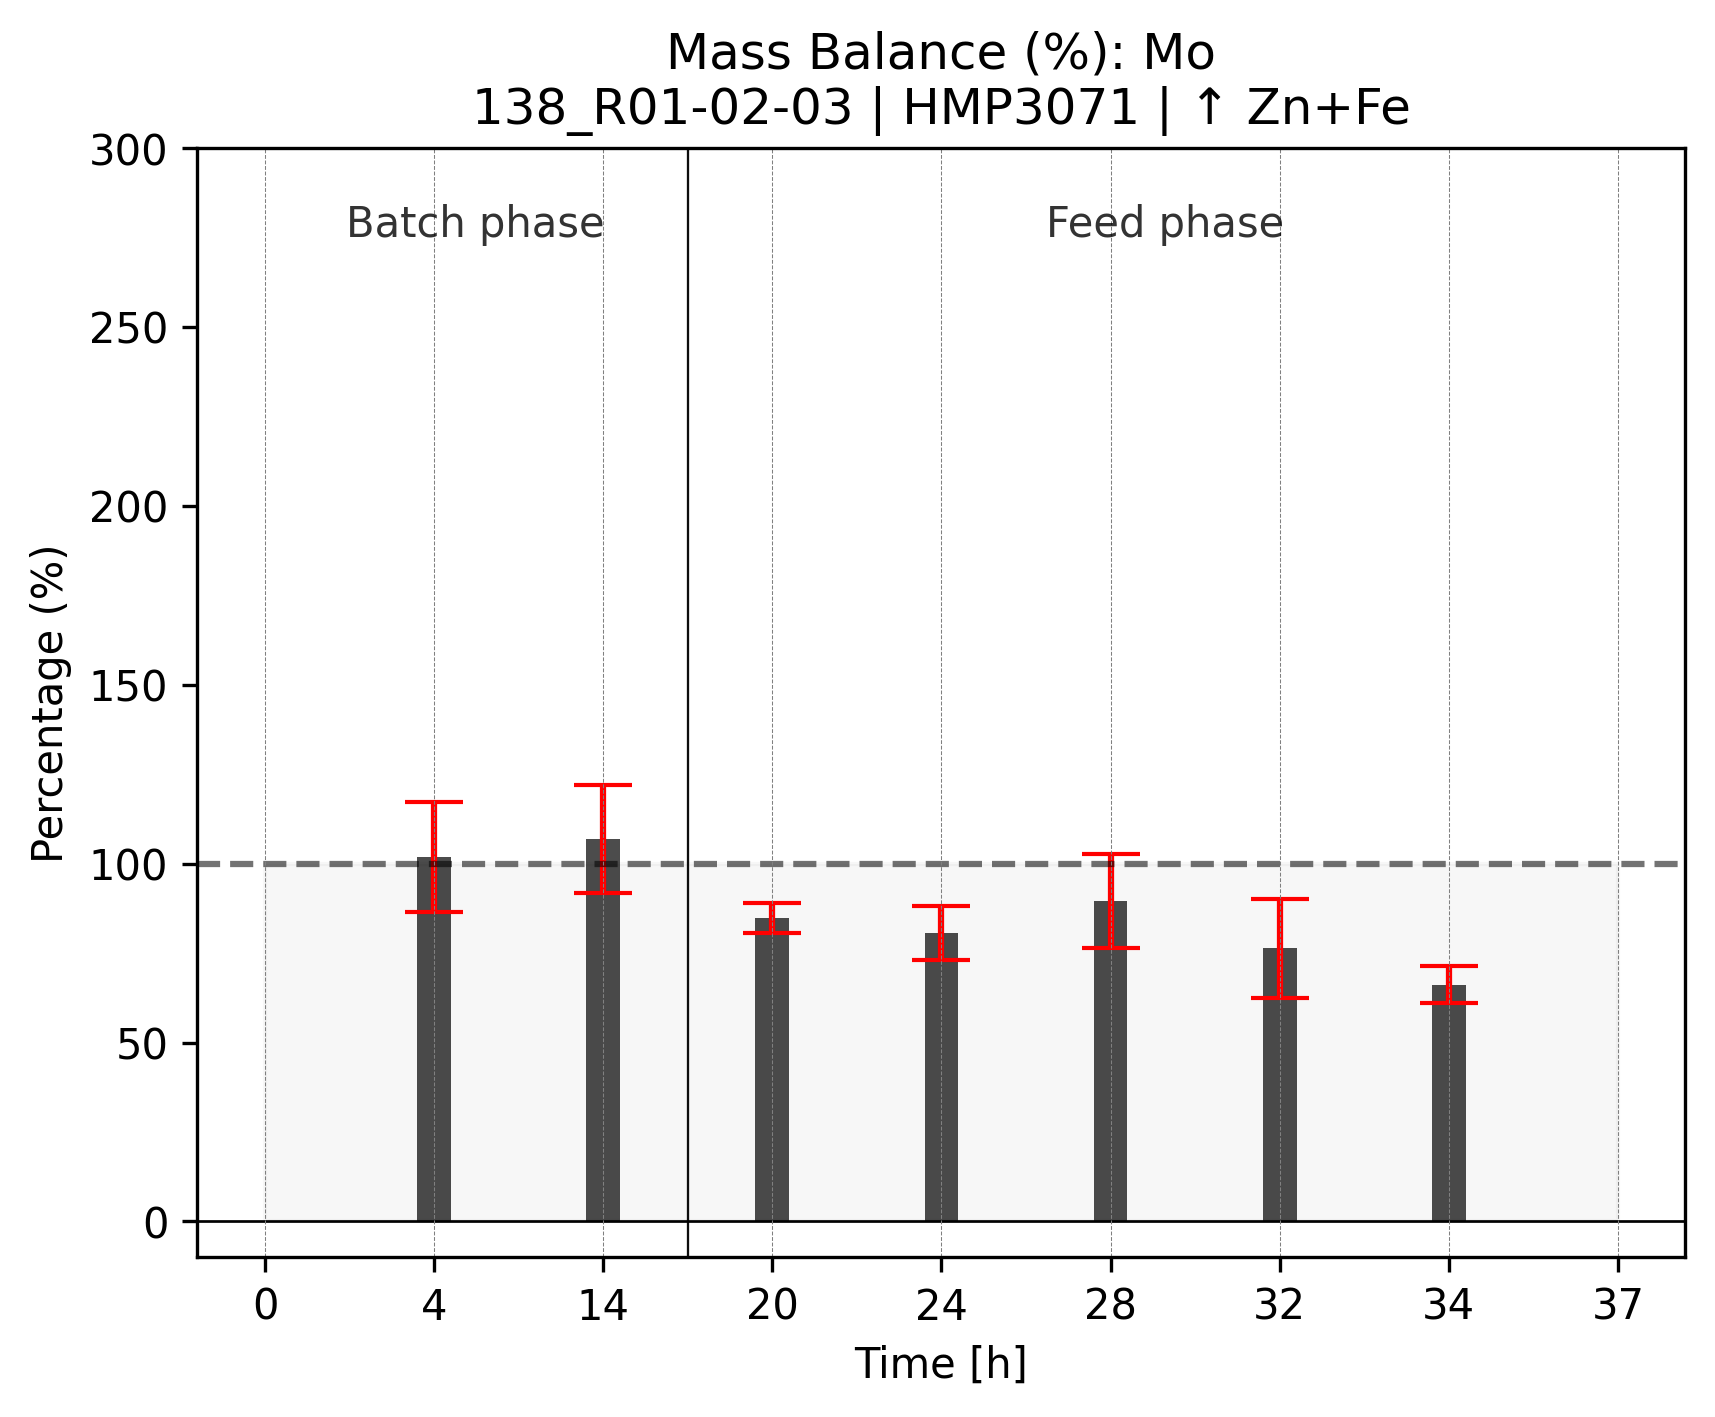 Mass Balance (%): Mo
138_R01-02-03 | HMP3071 | ↑ Zn+Fe
Batch phase
Feed phase
300
250
200
150
100
50
0
Percentage (%)
0 4 14 20 24 28 32 34 37
Time [h]